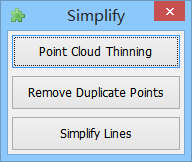 Simplify
Point Cloud Thinning
Remove Duplicate Points
Simplify Lines